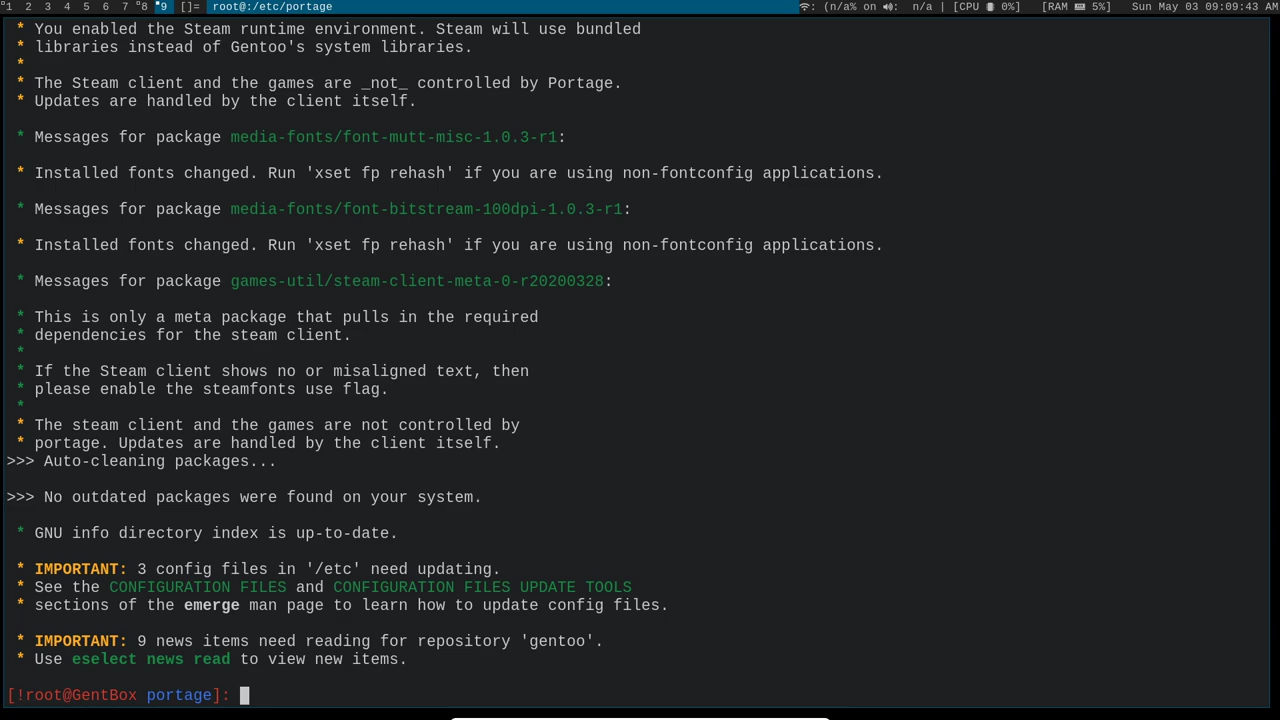 1 2 3 4 5 6 7 8 9 []= root@:/etc/portage : (n/a% on : n/a | [CPU 0%] [RAM 5%] Sun May 03 09:09:43 AM
* You enabled the Steam runtime environment. Steam will use bundled
* libraries instead of Gentoo's system libraries.
*
* The Steam client and the games are _not_ controlled by Portage.
* Updates are handled by the client itself.
* Messages for package media-fonts/font-mutt-misc-1.0.3-r1:
* Installed fonts changed. Run 'xset fp rehash' if you are using non-fontconfig applications.
* Messages for package media-fonts/font-bitstream-100dpi-1.0.3-r1:
* Installed fonts changed. Run 'xset fp rehash' if you are using non-fontconfig applications.
* Messages for package games-util/steam-client-meta-0-r20200328:
* This is only a meta package that pulls in the required
* dependencies for the steam client.
*
* If the Steam client shows no or misaligned text, then
* please enable the steamfonts use flag.
*
* The steam client and the games are not controlled by
* portage. Updates are handled by the client itself.
>>> Auto-cleaning packages...
>>> No outdated packages were found on your system.
* GNU info directory index is up-to-date.
* IMPORTANT: 3 config files in '/etc' need updating.
* See the CONFIGURATION FILES and CONFIGURATION FILES UPDATE TOOLS
* sections of the emerge man page to learn how to update config files.
* IMPORTANT: 9 news items need reading for repository 'gentoo'.
* Use eselect news read to view new items.
[!root@GentBox portage]: